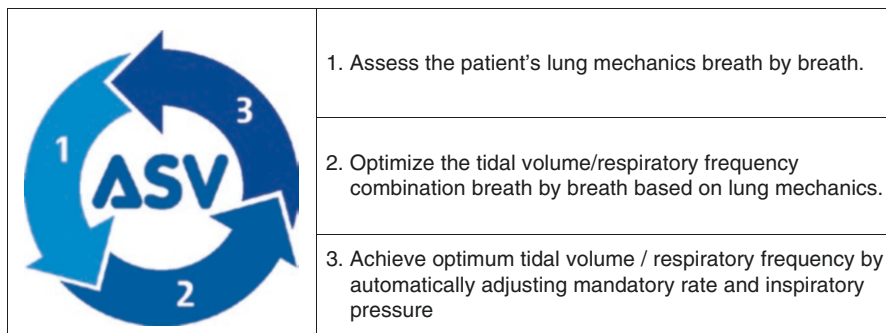 1
3
ASV
2
1. Assess the patient's lung mechanics breath by breath.
2. Optimize the tidal volume/respiratory frequency
combination breath by breath based on lung mechanics.
3. Achieve optimum tidal volume / respiratory frequency by
automatically adjusting mandatory rate and inspiratory
pressure